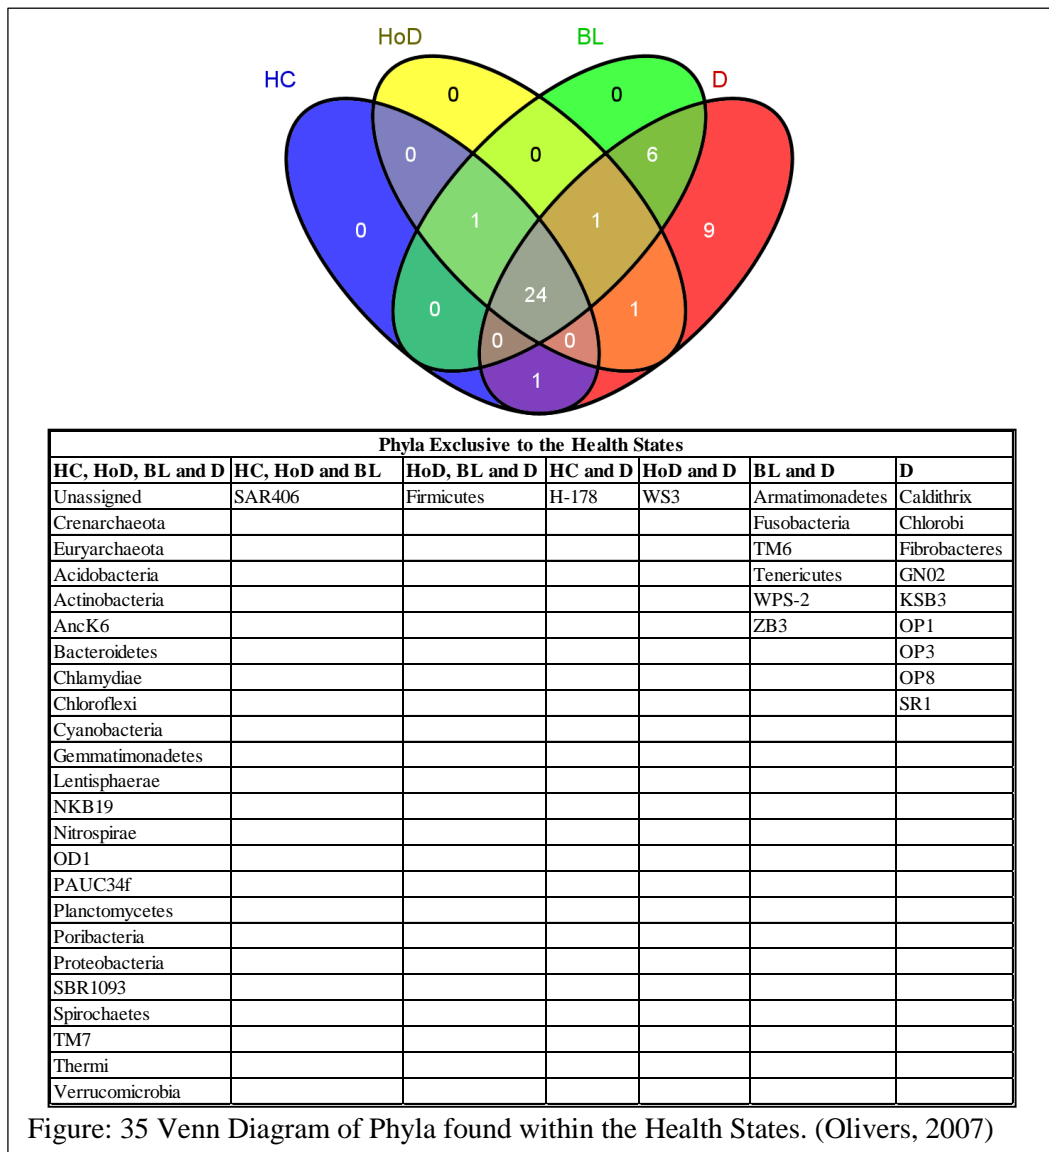 HoD BL
HC D
0 0
0 0 6
0 1 1 9
24
0 1
0 0
1
Phyla Exclusive to the Health States
HC, HoD, BL and D HC, HoD and BL HoD, BL and D HC and D HoD and D BL and D D
Unassigned SAR406 Firmicutes H-178 WS3 Armatimonadetes Caldithrix
Crenarchaeota Fusobacteria Chlorobi
Euryarchaeota TM6 Fibrobacteres
Acidobacteria Tenericutes GN02
Actinobacteria WPS-2 KSB3
AncK6 ZB3 OP1
Bacteroidetes OP3
Chlamydiae OP8
Chloroflexi SR1
Cyanobacteria
Gemmatimonadetes
Lentisphaerae
NKB19
Nitrospirae
OD1
PAUC34f
Planctomycetes
Poribacteria
Proteobacteria
SBR1093
Spirochaetes
TM7
Thermi
Verrucomicrobia
Figure: 35 Venn Diagram of Phyla found within the Health States. (Olivers, 2007)